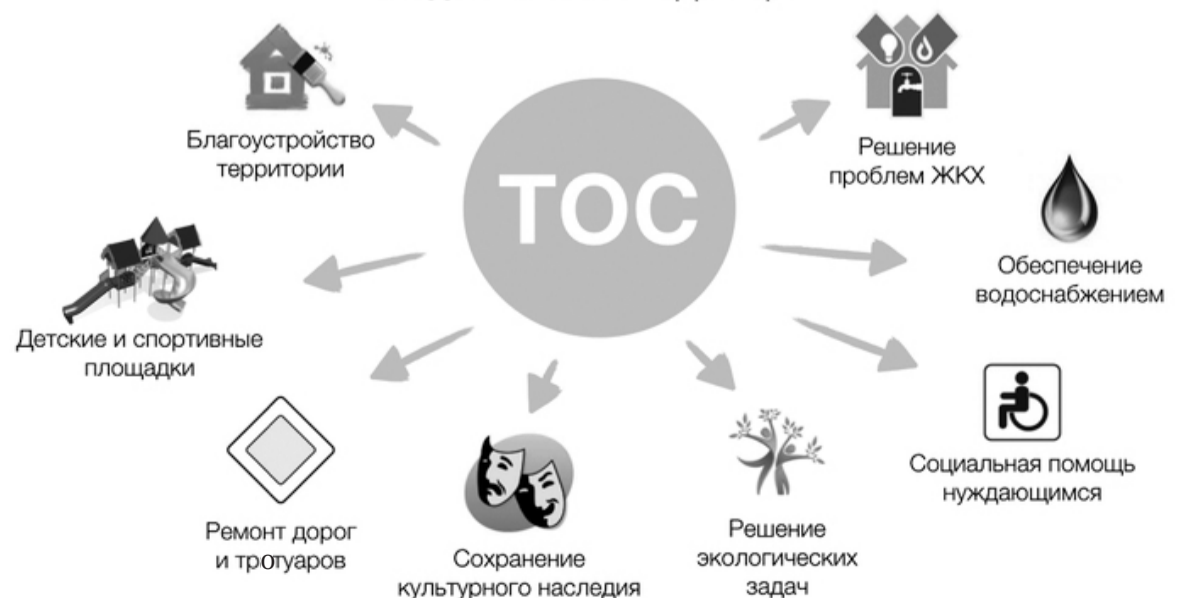 Благоустройство
территории
Решение
проблем ЖКХ
ТОС
Обеспечение
водоснабжением
Детские и спортивные
площадки
Социальная помощь
нуждающимся
Ремонт дорог
и тротуаров
Сохранение
культурного наследия
Решение
экологических
задач